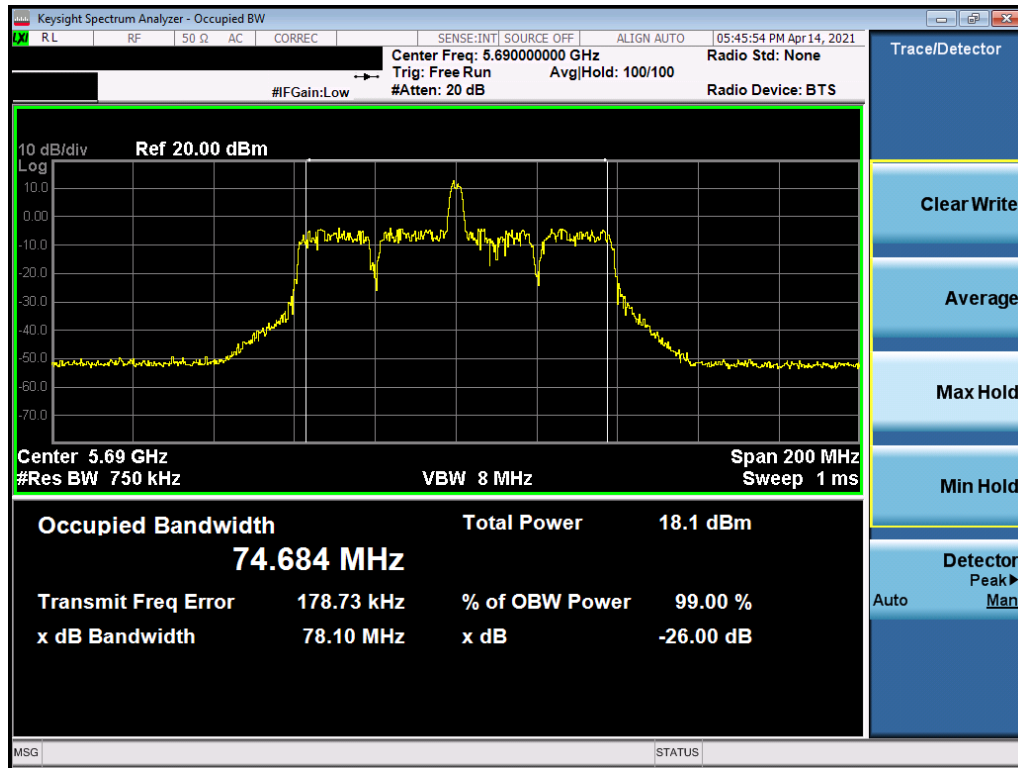 Keysight Spectrum Analyzer - Occupied BW
LXI RL RF 50 Ω AC CORREC SENSE:INT SOURCE OFF ALIGN AUTO 05:45:54 PM Apr 14, 2021
Center Freq: 5.690000000 GHz Radio Std: None
Trig: Free Run Avg|Hold: 100/100
#IFGain:Low #Atten: 20 dB Radio Device: BTS
Trace/Detector
10 dB/div Ref 20.00 dBm
Log
10.0
0.00
-10.0
-20.0
-30.0
-40.0
-50.0
-60.0
-70.0
Center 5.69 GHz Span 200 MHz
#Res BW 750 kHz VBW 8 MHz Sweep 1 ms
Occupied Bandwidth Total Power 18.1 dBm
74.684 MHz
Transmit Freq Error 178.73 kHz % of OBW Power 99.00 %
x dB Bandwidth 78.10 MHz x dB -26.00 dB
Clear Write
Average
Max Hold
Min Hold
Detector
Peak▶
Auto Man
MSG STATUS